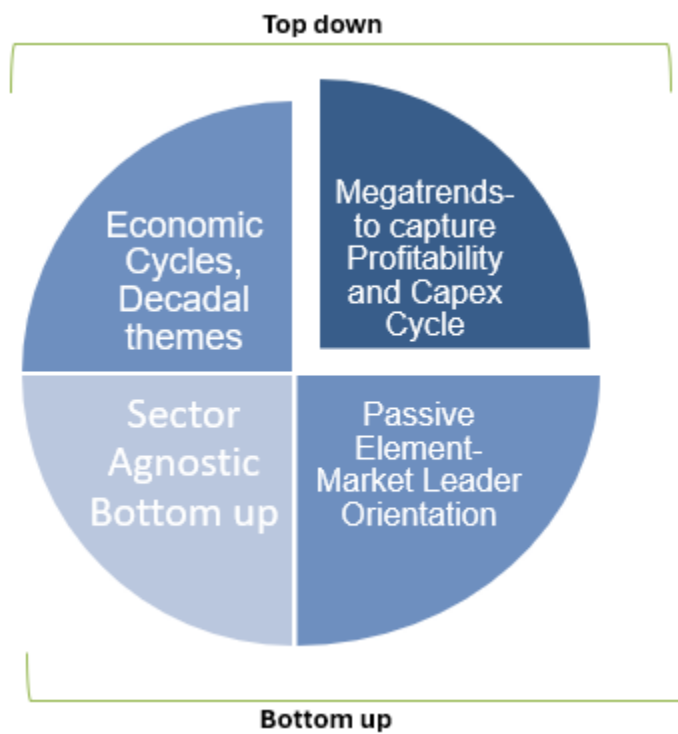 Top down
Economic
Cycles,
Decadal
themes
Megatrends-
to capture
Profitability
and Capex
Cycle
Sector
Agnostic
Bottom up
Passive
Element-
Market Leader
Orientation
Bottom up